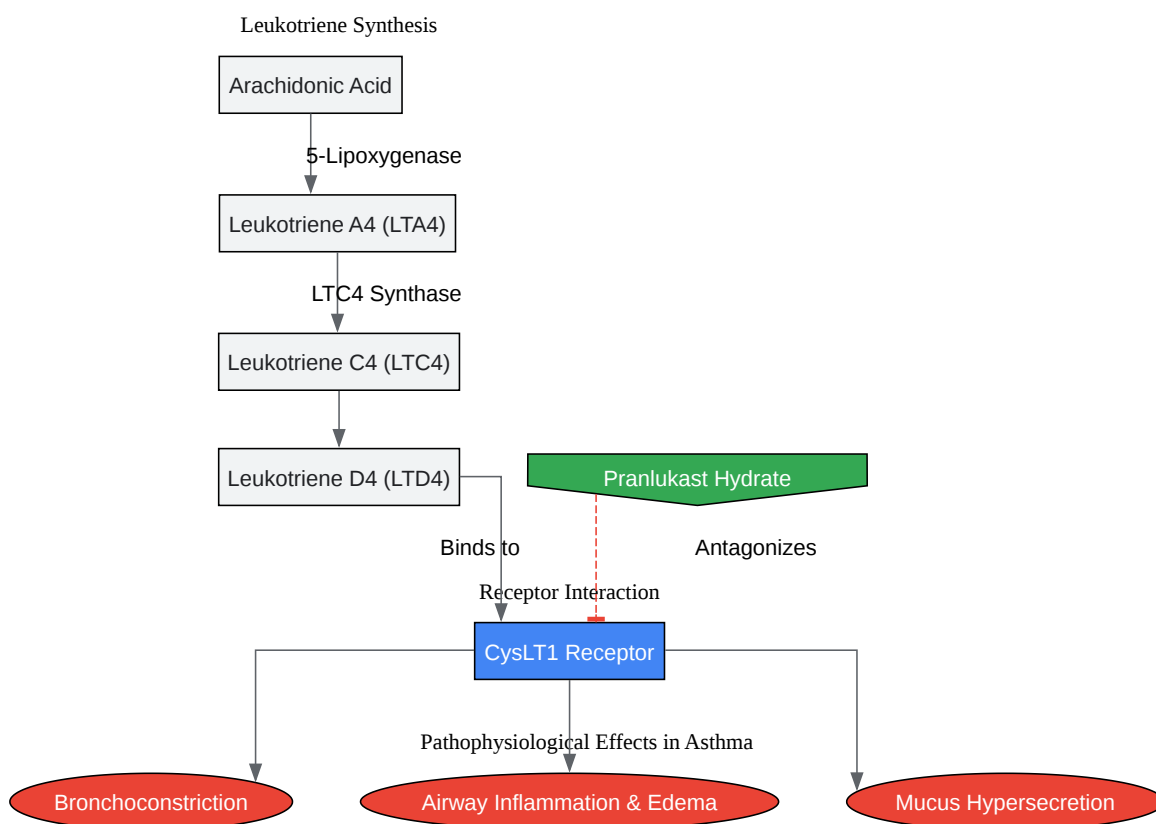 Leukotriene Synthesis
Arachidonic Acid
5-Lipoxygenase
Leukotriene A4 (LTA4)
LTC4 Synthase
Leukotriene C4 (LTC4)
Leukotriene D4 (LTD4)
Pranlukast Hydrate
Binds to
Antagonizes
Receptor Interaction
CysLT1 Receptor
Pathophysiological Effects in Asthma
Bronchoconstriction
Airway Inflammation & Edema
Mucus Hypersecretion